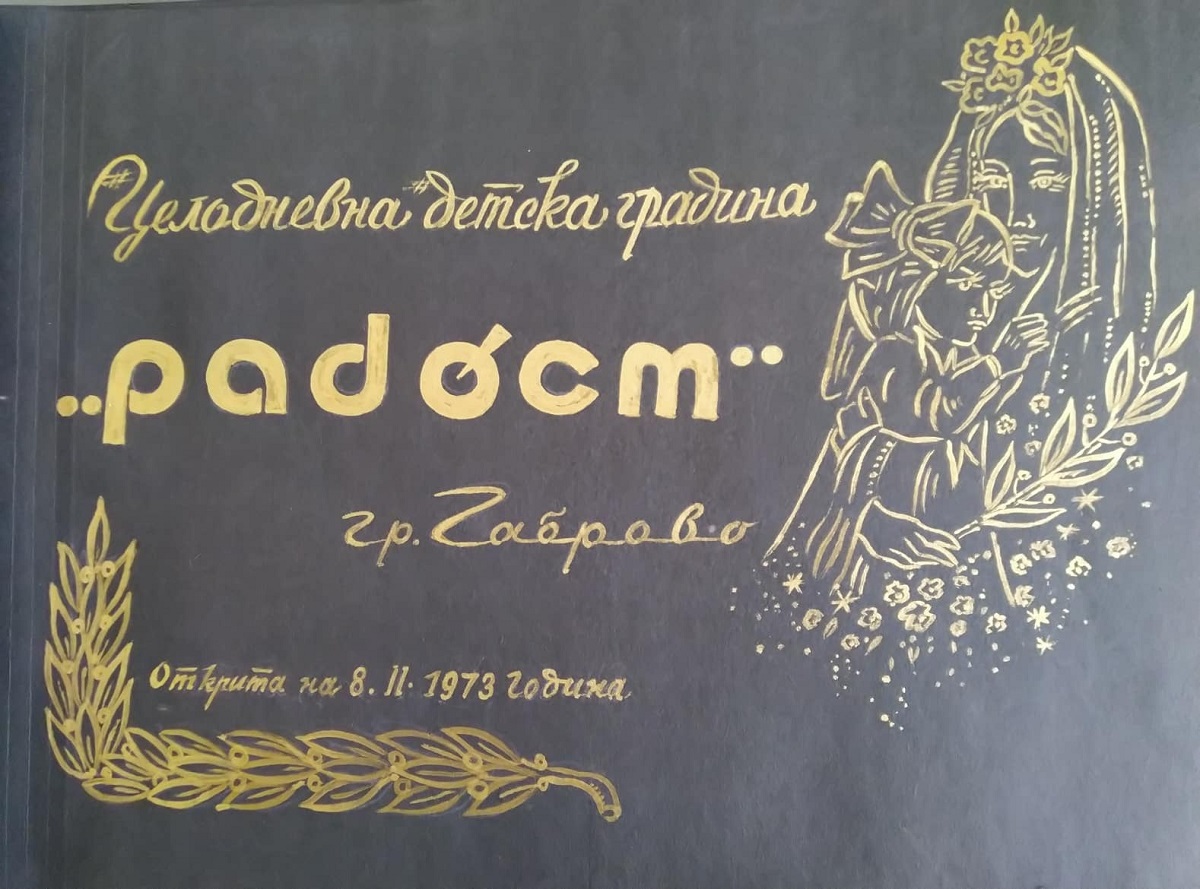 Целодневна детска градина
„радост“
гр. Габрово
Открита на 8. II. 1973 година